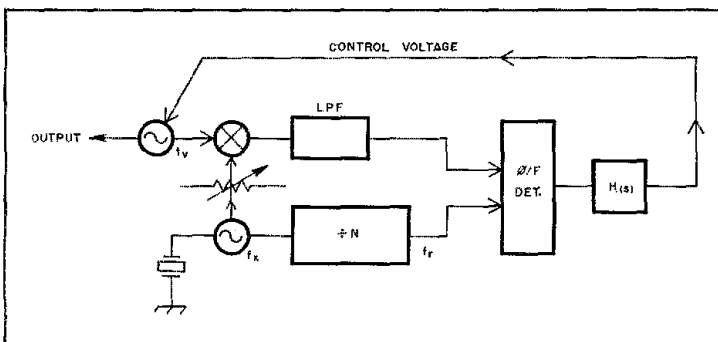 CONTROL VOLTAGE
LPF
OUTPUT
fv
Ø/F
DET.
H(s)
÷N
fx
fr